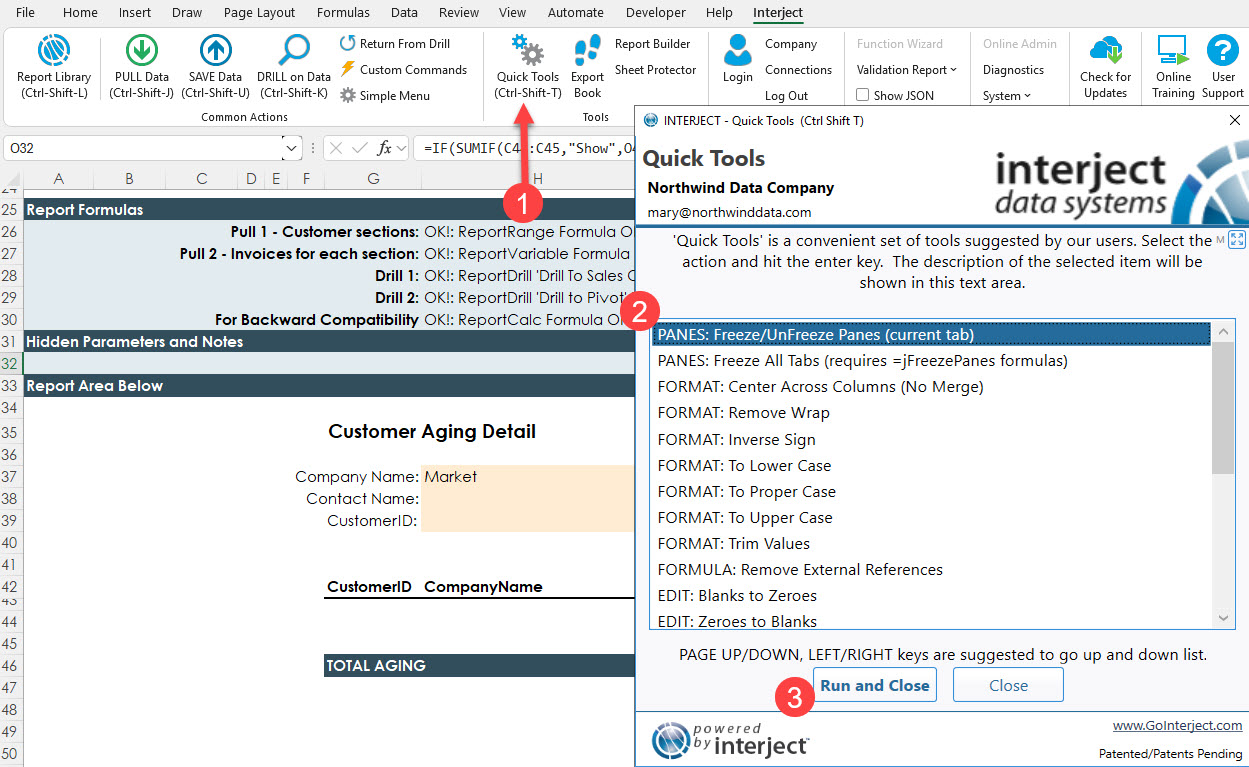 File Home Insert Draw Page Layout Formulas Data Review View Automate Developer Help Interject
Report Library
(Ctrl-Shift-L)
PULL Data
(Ctrl-Shift-J)
SAVE Data
(Ctrl-Shift-U)
DRILL on Data
(Ctrl-Shift-K)
Return From Drill
Custom Commands
Simple Menu
Common Actions
Quick Tools
(Ctrl-Shift-T)
Export
Book
Report Builder
Sheet Protector
Tools
Login
Company
Connections
Log Out
Function Wizard
Validation Report
Show JSON
Online Admin
Diagnostics
System
Check for
Updates
Online
Training
User
Support
O32
fx
=IF(SUMIF(C4 :C45,"Show",O
A B C D E F G H
1
24
25 Report Formulas
26 Pull 1 - Customer sections: OK!: ReportRange Formula O
27 Pull 2 - Invoices for each section: OK!: ReportVariable Formula
28 Drill 1: OK!: ReportDrill 'Drill To Sales
29 Drill 2: OK!: ReportDrill 'Drill to Pivot'
30 For Backward Compatibility OK!: ReportCalc Formula O
31 Hidden Parameters and Notes
32
33 Report Area Below
34
35 Customer Aging Detail
36
37 Company Name: Market
38 Contact Name:
39 CustomerID:
40
41
42 CustomerID CompanyName
43
44
45
46 TOTAL AGING
47
48
49
50
INTERJECT - Quick Tools (Ctrl Shift T)
Quick Tools
Northwind Data Company
mary@northwinddata.com
interject
data systems
'Quick Tools' is a convenient set of tools suggested by our users. Select the M
action and hit the enter key. The description of the selected item will be
shown in this text area.
2
PANES: Freeze/UnFreeze Panes (current tab)
PANES: Freeze All Tabs (requires =jFreezePanes formulas)
FORMAT: Center Across Columns (No Merge)
FORMAT: Remove Wrap
FORMAT: Inverse Sign
FORMAT: To Lower Case
FORMAT: To Proper Case
FORMAT: To Upper Case
FORMAT: Trim Values
FORMULA: Remove External References
EDIT: Blanks to Zeroes
EDIT: Zeroes to Blanks
PAGE UP/DOWN, LEFT/RIGHT keys are suggested to go up and down list.
3
Run and Close
Close
powered
by interject™
www.GoInterject.com
Patented/Patents Pending